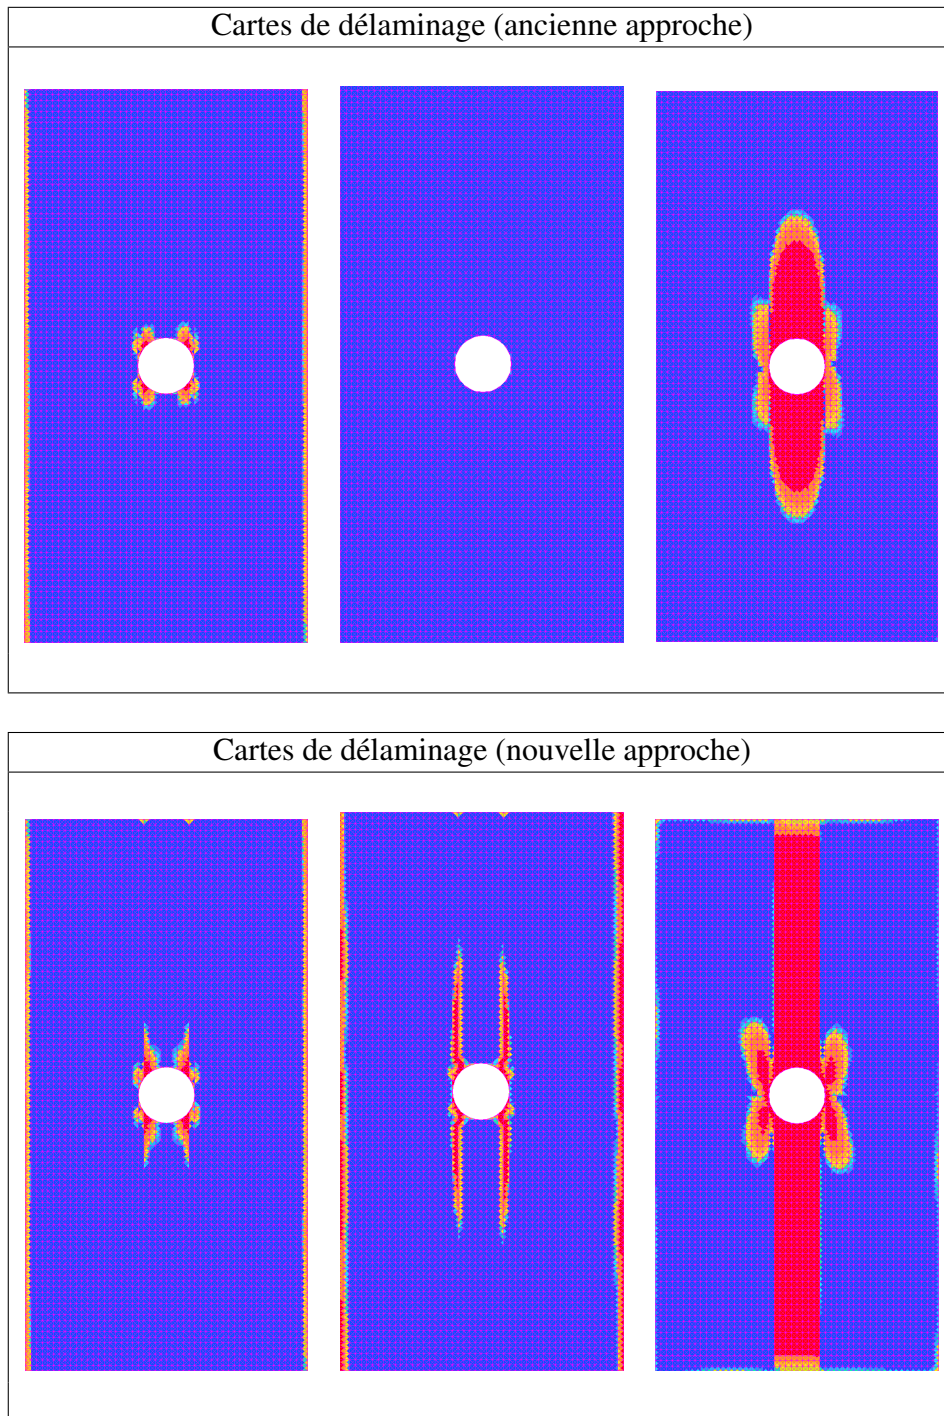 Cartes de délaminage (ancienne approche)
Cartes de délaminage (nouvelle approche)